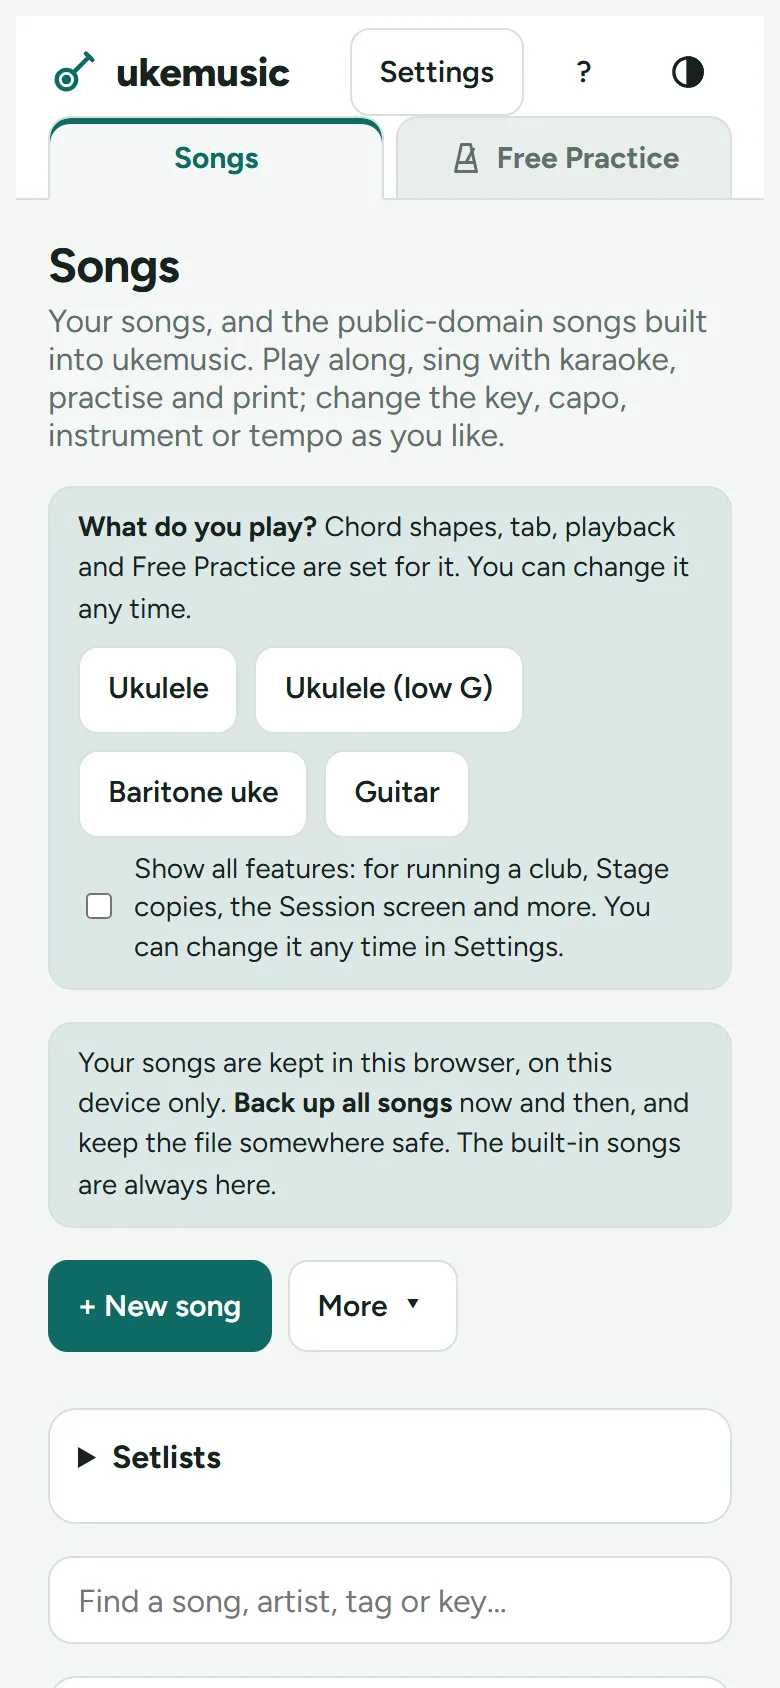 ukemusic
Settings
?
Songs
Free Practice
Songs
Your songs, and the public-domain songs built
into ukemusic. Play along, sing with karaoke,
practise and print; change the key, capo,
instrument or tempo as you like.
What do you play? Chord shapes, tab, playback
and Free Practice are set for it. You can change it
any time.
Ukulele
Ukulele (low G)
Baritone uke
Guitar
Show all features: for running a club, Stage
copies, the Session screen and more. You
can change it any time in Settings.
Your songs are kept in this browser, on this
device only. Back up all songs now and then, and
keep the file somewhere safe. The built-in songs
are always here.
+ New song
More ▼
▶ Setlists
Find a song, artist, tag or key...